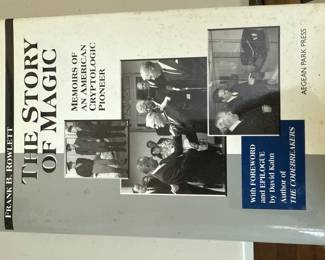 FRANK B. ROWLETT
THE STORY
OF MAGIC
MEMOIRS OF
AN AMERICAN
CRYPTOLOGIC
PIONEER
with FOREWORD
and EPILOGUE
by David Kahn
Author of
THE CODEBREAKERS
AEGEAN PARK PRESS